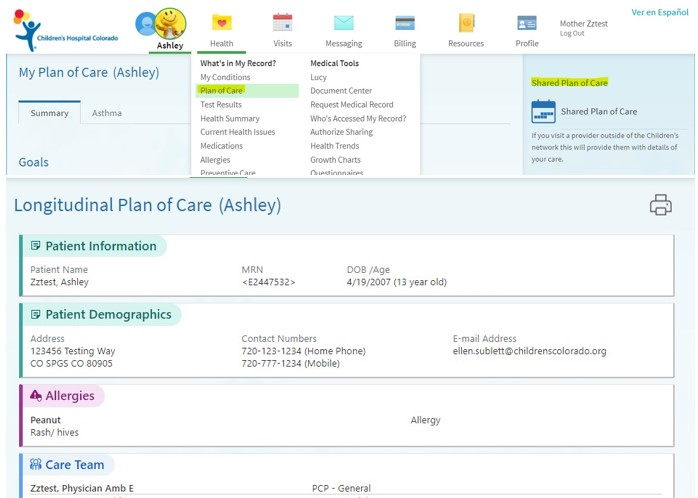 Ver en Español
Children's Hospital Colorado
Ashley
Health
Visits
Messaging
Billing
Resources
Profile
Mother Zztest
Log Out
My Plan of Care (Ashley)
Summary
Asthma
Goals
What's in My Record?
My Conditions
Plan of Care
Test Results
Health Summary
Current Health Issues
Medications
Allergies
Preventive Care
Medical Tools
Lucy
Document Center
Request Medical Record
Who's Accessed My Record?
Authorize Sharing
Health Trends
Growth Charts
Questionnaires
Shared Plan of Care
Shared Plan of Care
If you visit a provider outside of the Children's
network this will provide them with details of
your care.
Longitudinal Plan of Care (Ashley)
Patient Information
Patient Name MRN DOB /Age
Zztest, Ashley <E2447532> 4/19/2007 (13 year old)
Patient Demographics
Address Contact Numbers E-mail Address
123456 Testing Way 720-123-1234 (Home Phone) ellen.sublett@childrenscolorado.org
CO SPGS CO 80905 720-777-1234 (Mobile)
Allergies
Peanut Allergy
Rash/ hives
Care Team
Zztest, Physician Amb E PCP - General